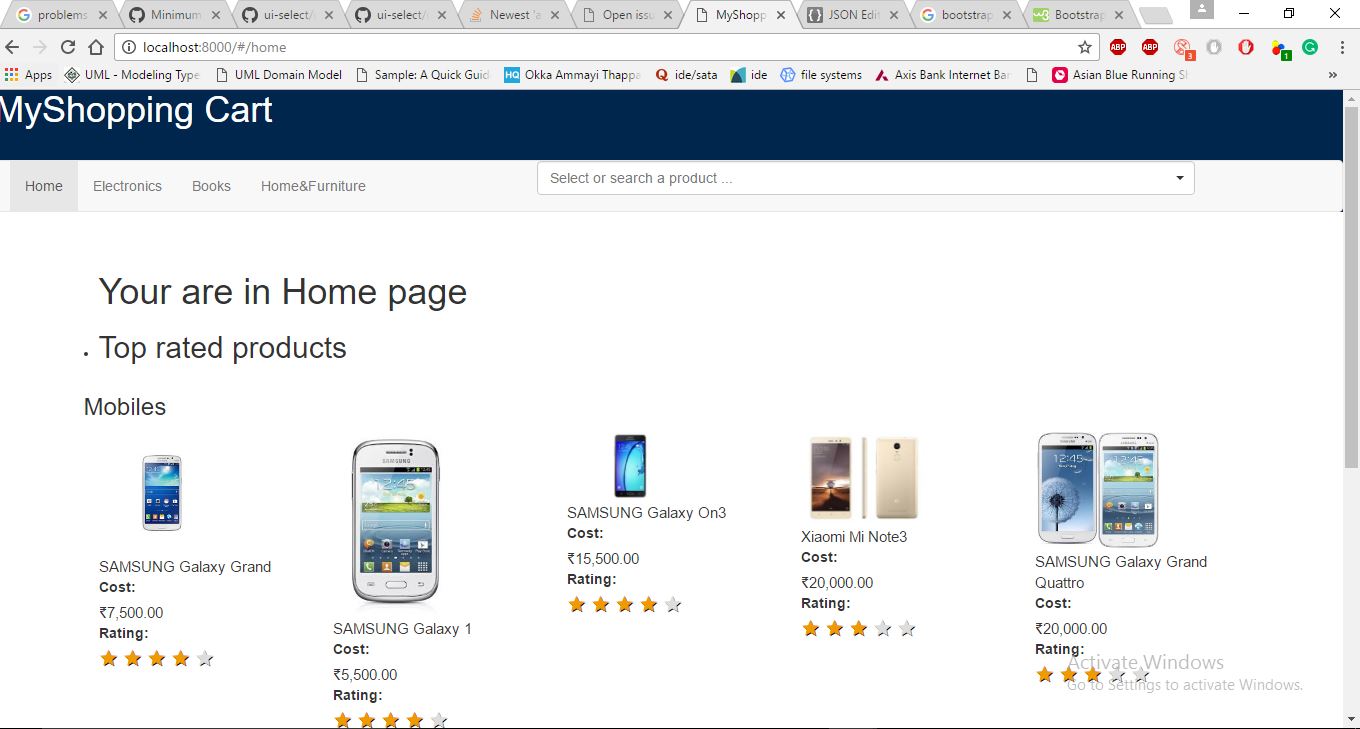 problems Minimum ui-select/ ui-select/ Newest 'a Open issu MyShopp JSON Edit bootstrap Bootstrap
localhost:8000/#/home
Apps UML - Modeling Type UML Domain Model Sample: A Quick Guid Okka Ammayi Thappa ide/sata ide file systems Axis Bank Internet Ban Asian Blue Running Sh »
MyShopping Cart
Home Electronics Books Home&Furniture Select or search a product ...
Your are in Home page
• Top rated products
Mobiles
SAMSUNG Galaxy Grand
Cost:
₹7,500.00
Rating:
SAMSUNG Galaxy 1
Cost:
₹5,500.00
Rating:
SAMSUNG Galaxy On3
Cost:
₹15,500.00
Rating:
Xiaomi Mi Note3
Cost:
₹20,000.00
Rating:
SAMSUNG Galaxy Grand
Quattro
Cost:
₹20,000.00
Rating:
Activate Windows
Go to Settings to activate Windows.